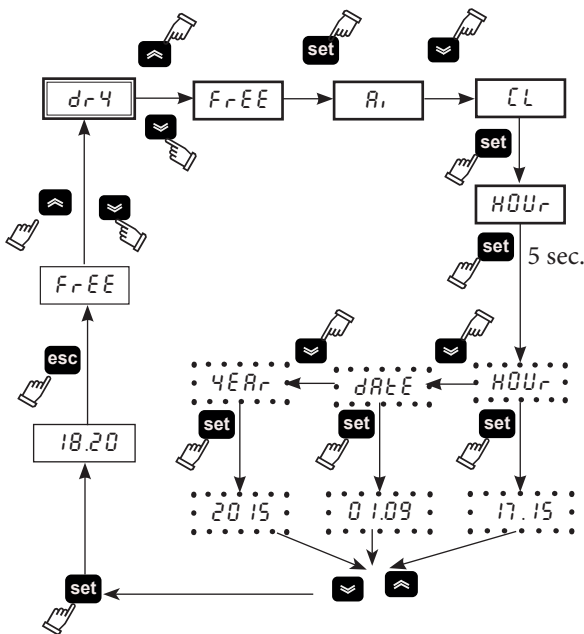 set
dr4 FrEE Ai CL
set
HOUr
set 5 sec.
FrEE
esc
YEAr dAtE HOUr
set set set
18.20
2015 01.09 17.15
set